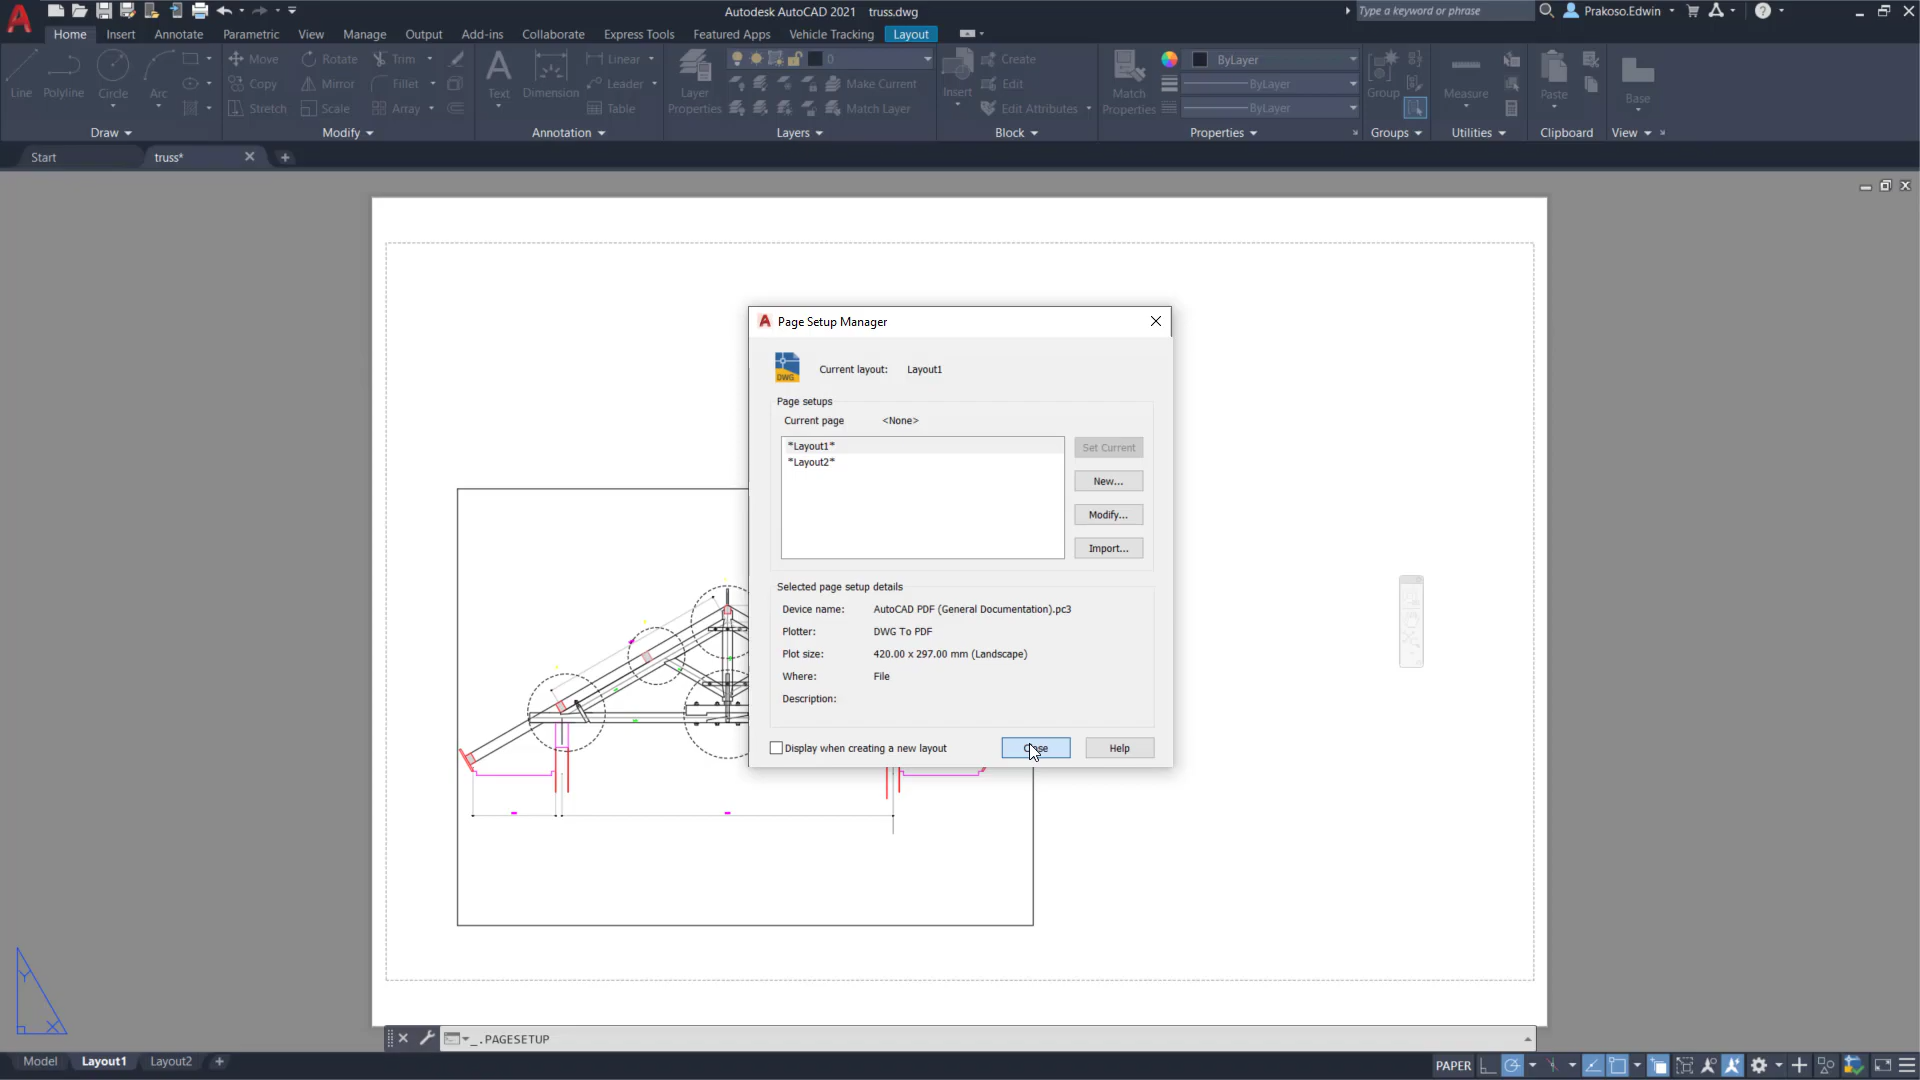 Autodesk AutoCAD 2021 truss.dwg
Type a keyword or phrase
Prakoso.Edwin
Home Insert Annotate Parametric View Manage Output Add-ins Collaborate Express Tools Featured Apps Vehicle Tracking Layout
Line Polyline Circle Arc
Draw
Move Rotate Trim
Copy Mirror Fillet
Stretch Scale Array
Modify
Text Dimension
Linear
Leader
Table
Annotation
Layer Properties
0
Make Current
Match Layer
Layers
Insert
Create
Edit
Edit Attributes
Block
Match Properties
ByLayer
ByLayer
ByLayer
Properties
Group
Groups
Measure
Utilities
Paste
Clipboard
Base
View
Start truss*
Page Setup Manager
DWG
Current layout: Layout1
Page setups
Current page <None>
*Layout1*
*Layout2*
Set Current
New...
Modify...
Import...
Selected page setup details
Device name: AutoCAD PDF (General Documentation).pc3
Plotter: DWG To PDF
Plot size: 420.00 x 297.00 mm (Landscape)
Where: File
Description:
Display when creating a new layout
Close
Help
Y
X
_.PAGESETUP
Model Layout1 Layout2
PAPER